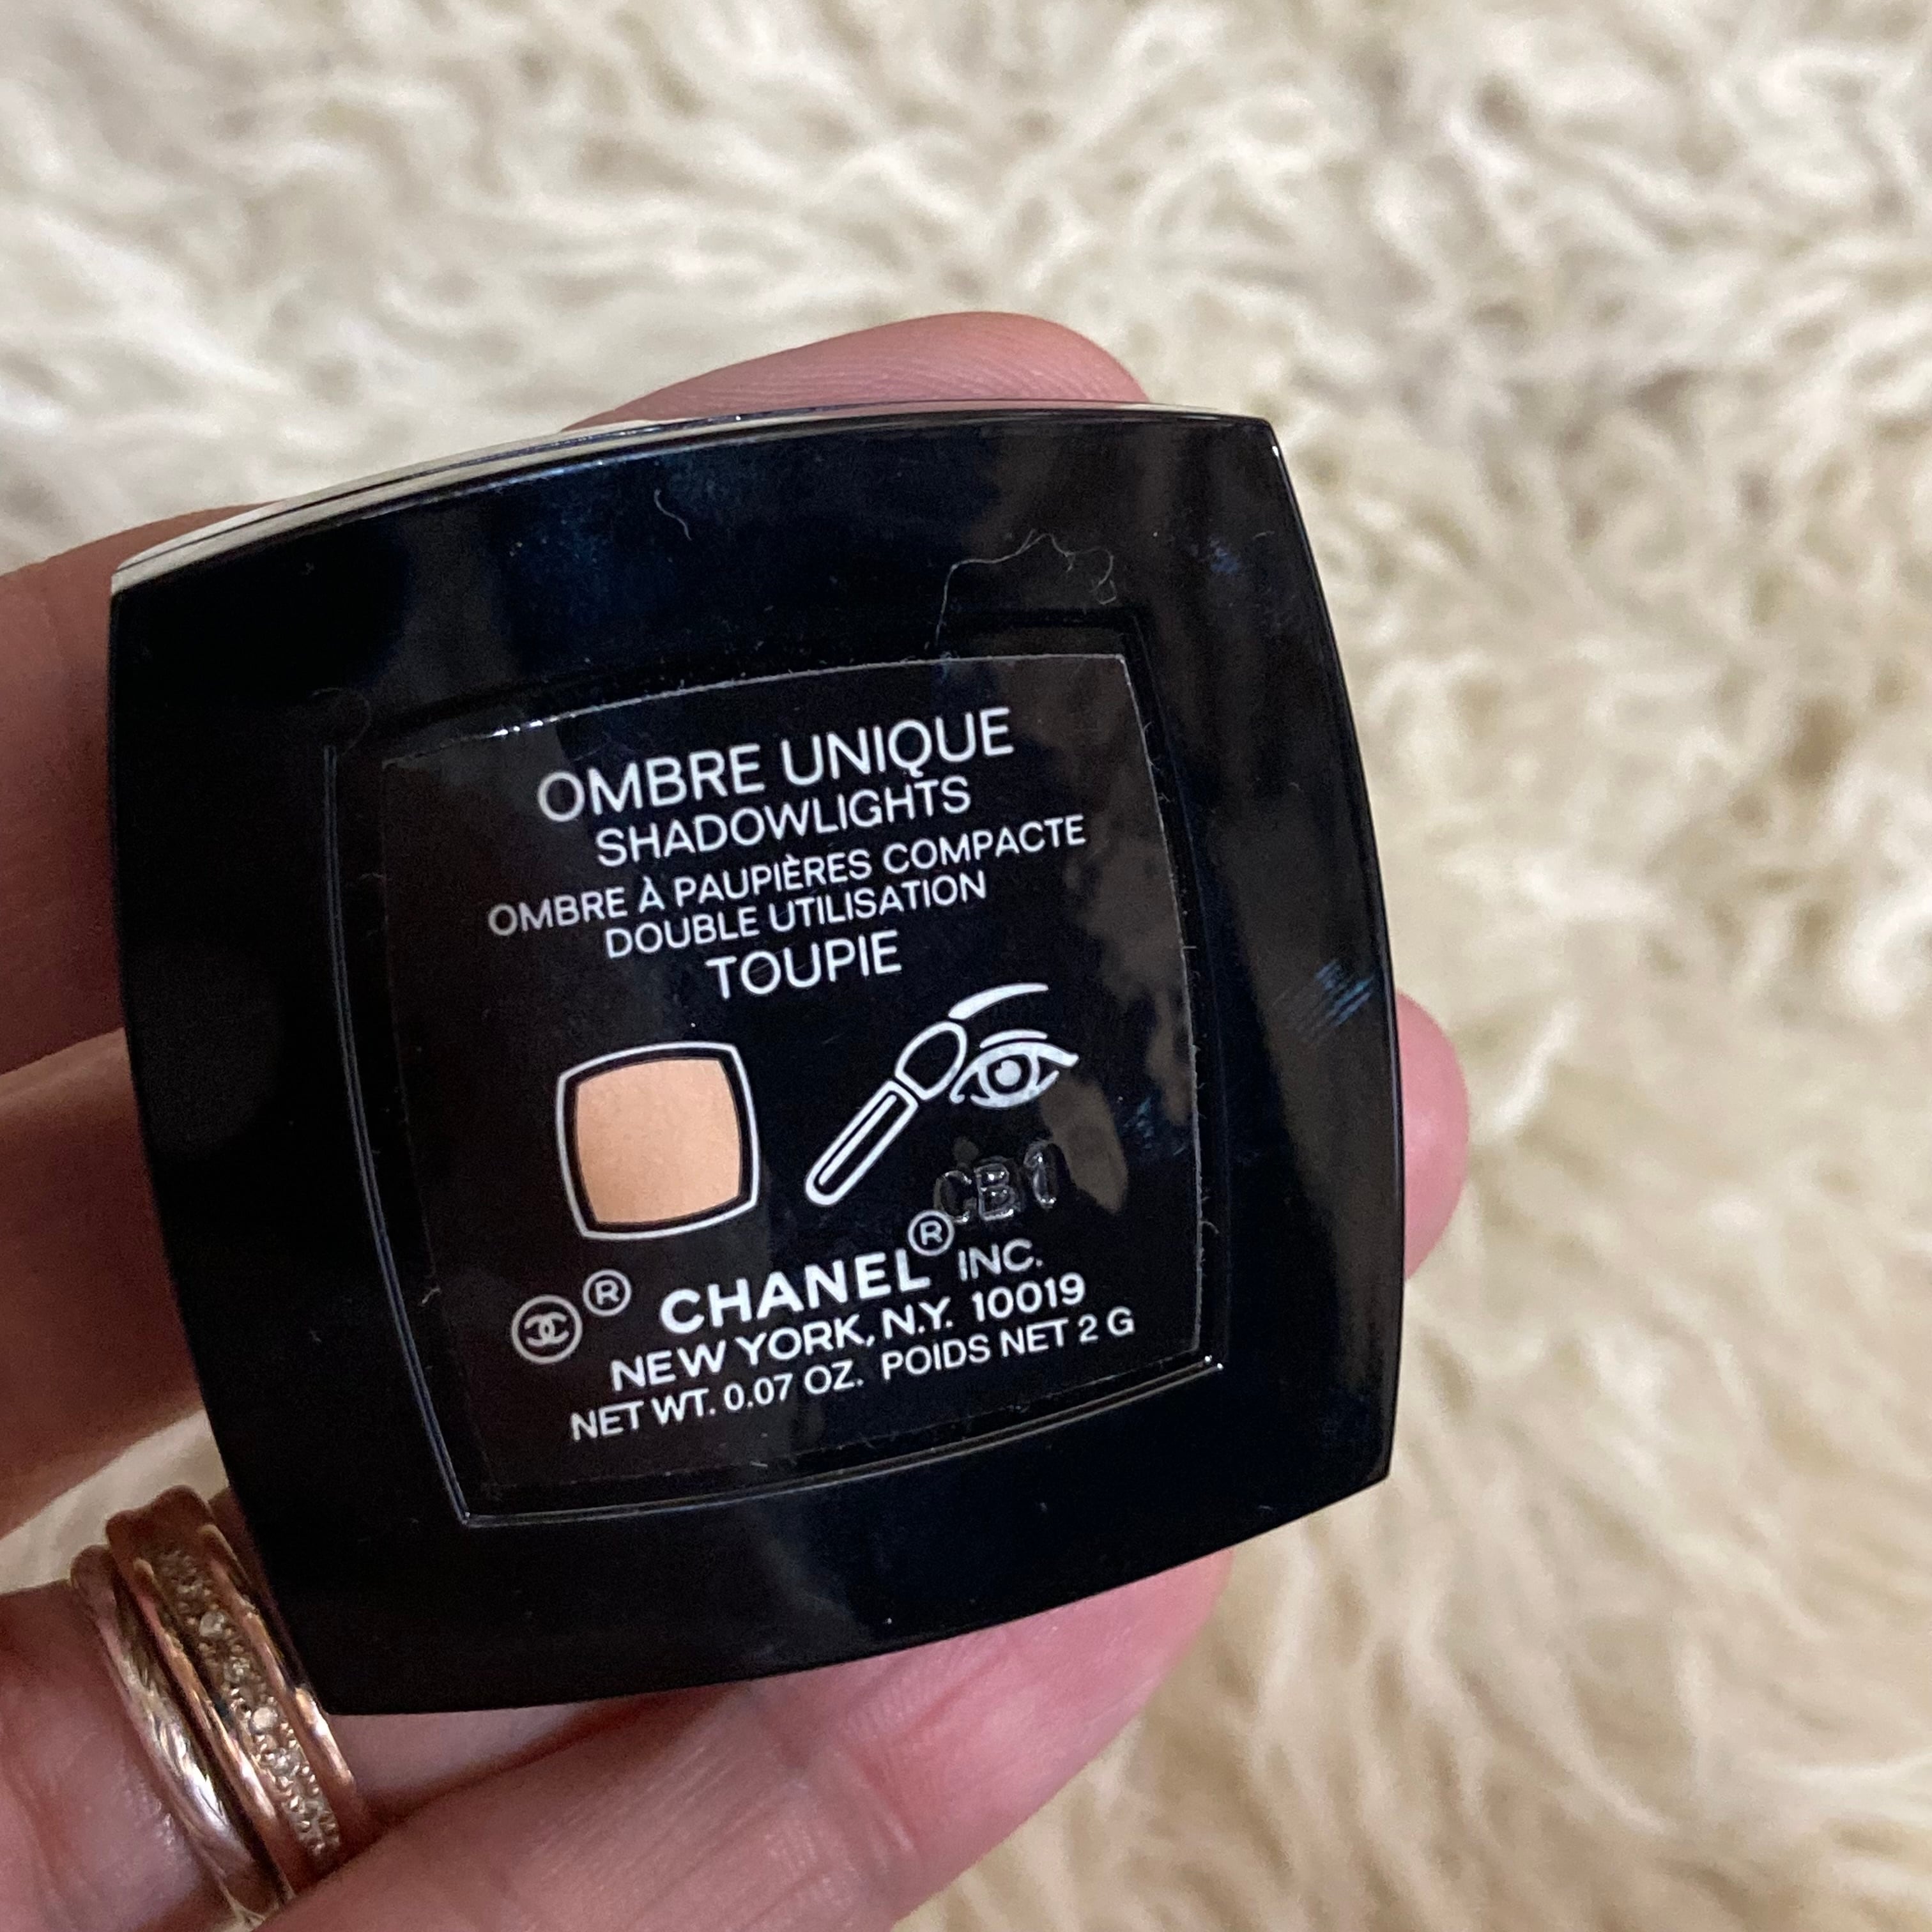 OMBRE UNIQUE
SHADOWLIGHTS
OMBRE À PAUPIÈRES COMPACTE
DOUBLE UTILISATION
TOUPIE
CB1
® CHANEL® INC.
NEW YORK, N.Y. 10019
NET WT. 0.07 OZ. POIDS NET 2 G